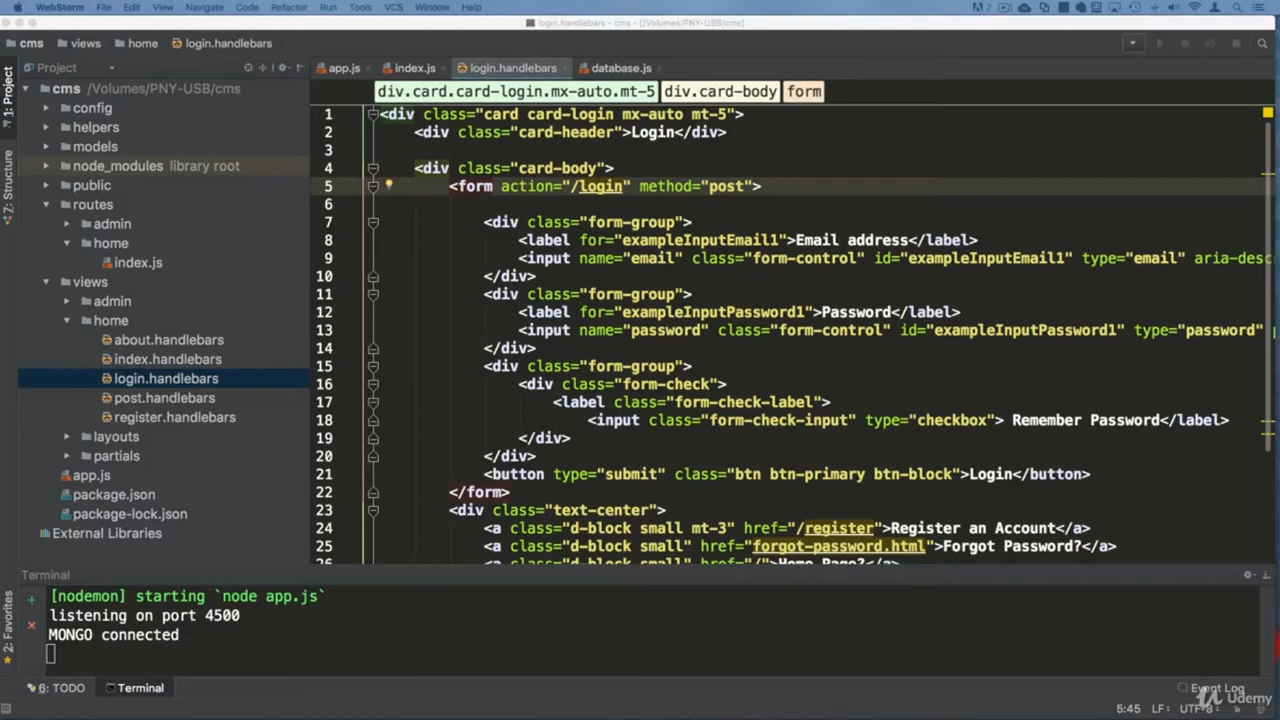 WebStorm File Edit View Navigate Code Refactor Run Tools VCS Window Help
login.handlebars - cms - [/Volumes/PNY-USB/cms]
cms views home login.handlebars
Project
app.js index.js login.handlebars database.js
div.card.card-login.mx-auto.mt-5 div.card-body form
1: Project
Z: Structure
2: Favorites
cms /Volumes/PNY-USB/cms
config
helpers
models
node_modules library root
public
routes
admin
home
index.js
views
admin
home
about.handlebars
index.handlebars
login.handlebars
post.handlebars
register.handlebars
layouts
partials
app.js
package.json
package-lock.json
External Libraries
1 <div class="card card-login mx-auto mt-5">
2 <div class="card-header">Login</div>
3
4 <div class="card-body">
5 <form action="/login" method="post">
6
7 <div class="form-group">
8 <label for="exampleInputEmail1">Email address</label>
9 <input name="email" class="form-control" id="exampleInputEmail1" type="email" aria-desc
10 </div>
11 <div class="form-group">
12 <label for="exampleInputPassword1">Password</label>
13 <input name="password" class="form-control" id="exampleInputPassword1" type="password" p
14 </div>
15 <div class="form-group">
16 <div class="form-check">
17 <label class="form-check-label">
18 <input class="form-check-input" type="checkbox"> Remember Password</label>
19 </div>
20 </div>
21 <button type="submit" class="btn btn-primary btn-block">Login</button>
22 </form>
23 <div class="text-center">
24 <a class="d-block small mt-3" href="/register">Register an Account</a>
25 <a class="d-block small" href="forgot-password.html">Forgot Password?</a>
26 <a class="d-block small" href="/">Home Page?</a>
Terminal
[nodemon] starting `node app.js`
listening on port 4500
MONGO connected
6: TODO Terminal Event Log
5:45 LF÷ UTF-8÷
Udemy